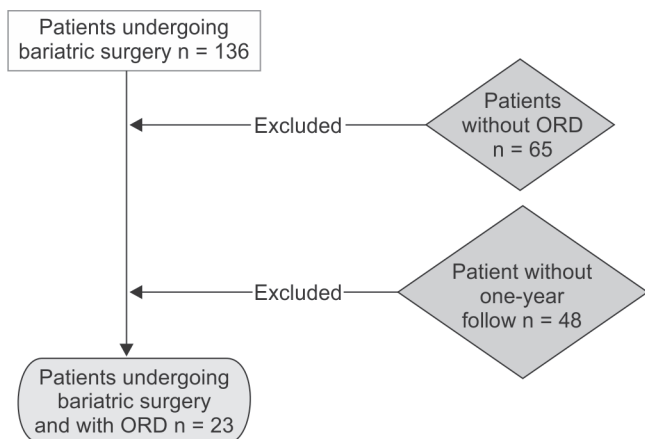 Patients undergoing
bariatric surgery n = 136
Patients
without ORD
n = 65
Excluded
Patient without
one-year
follow n = 48
Excluded
Patients undergoing
bariatric surgery
and with ORD n = 23